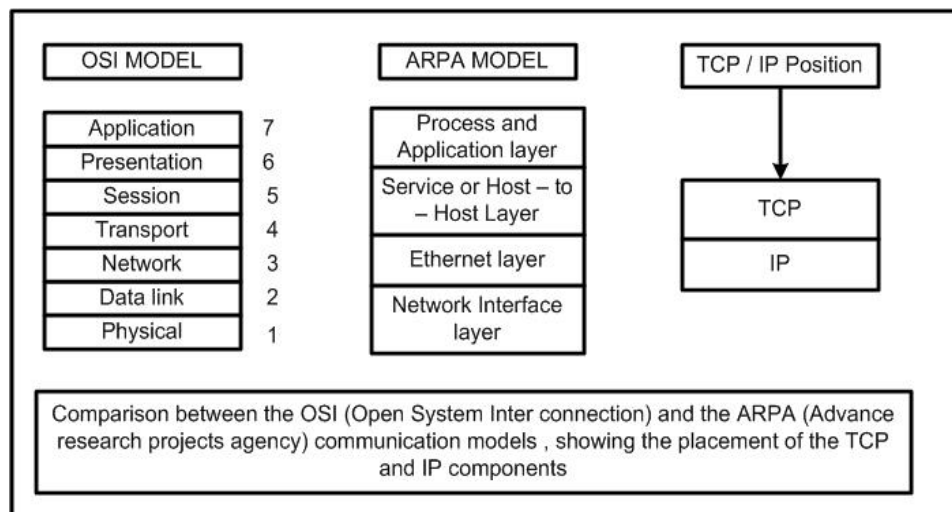 OSI MODEL
Application 7
Presentation 6
Session 5
Transport 4
Network 3
Data link 2
Physical 1
ARPA MODEL
Process and
Application layer
Service or Host – to
– Host Layer
Ethernet layer
Network Interface
layer
TCP / IP Position
TCP
IP
Comparison between the OSI (Open System Inter connection) and the ARPA (Advance
research projects agency) communication models , showing the placement of the TCP
and IP components